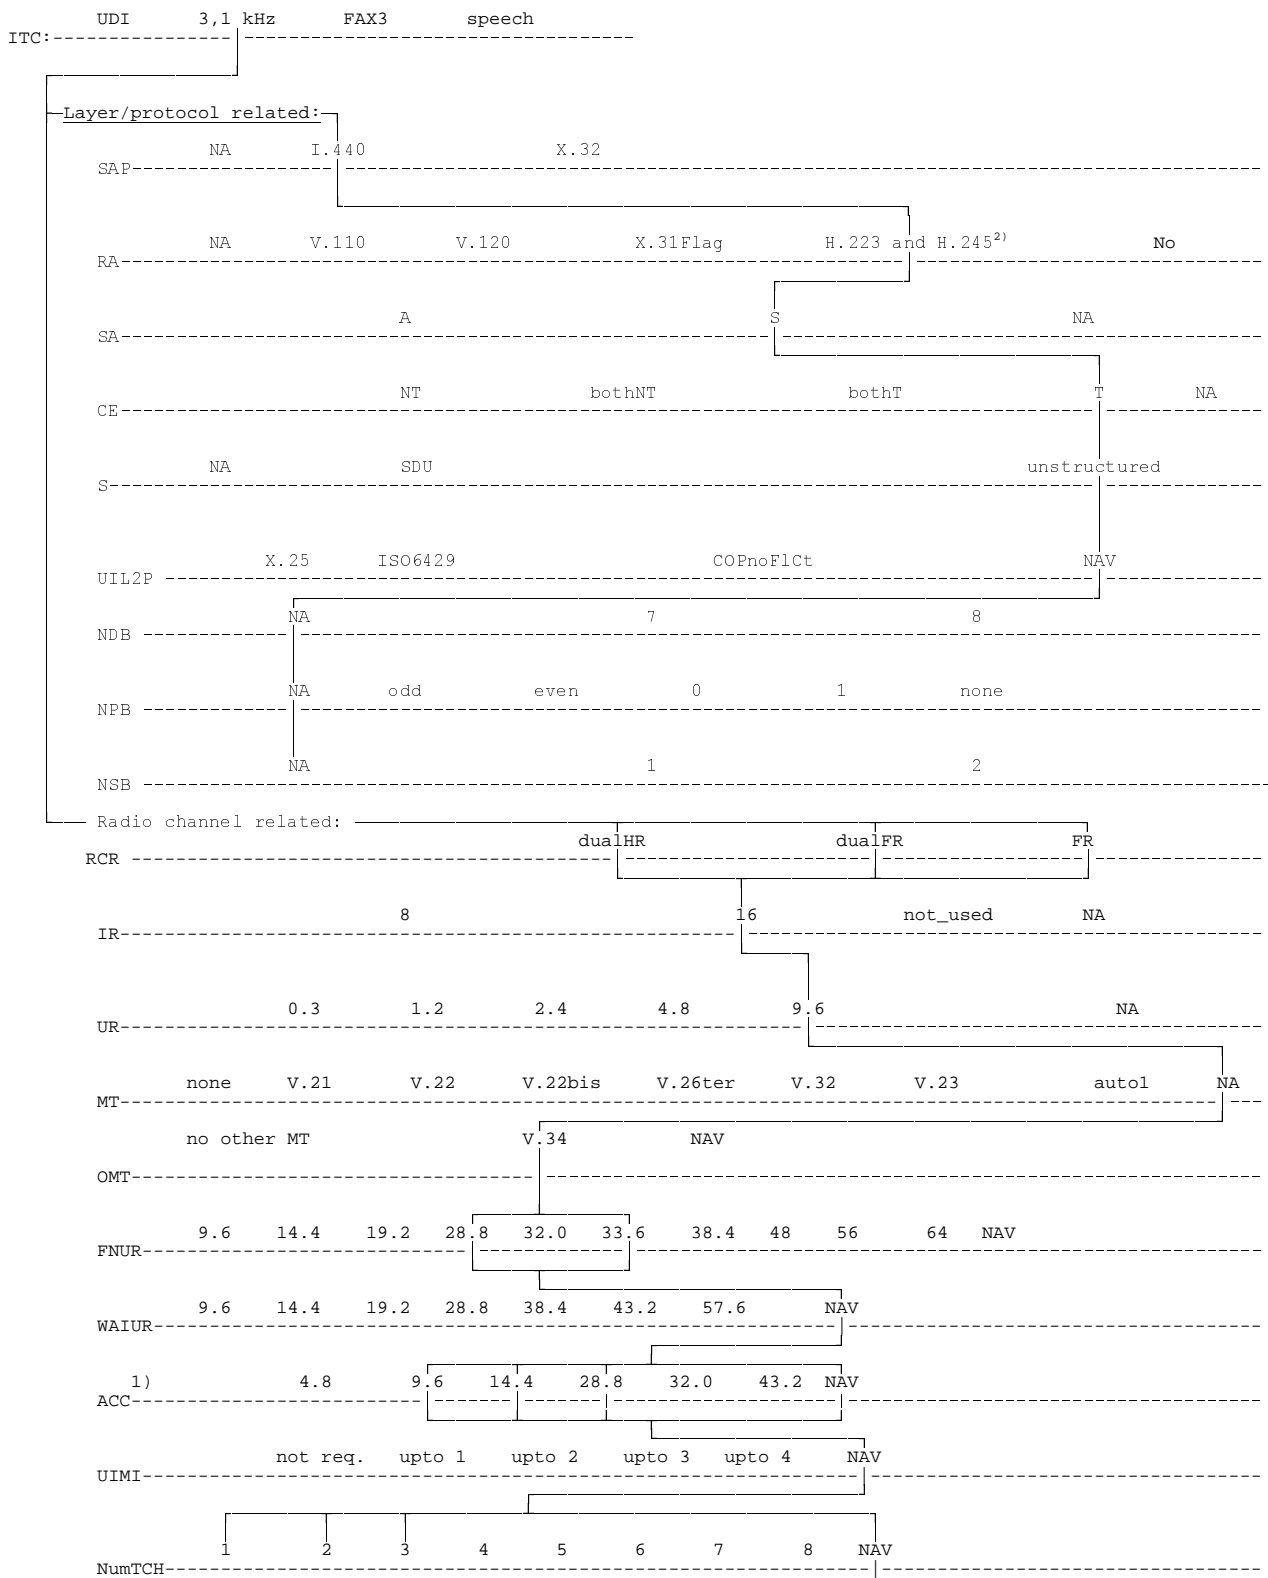 UDI 3,1 kHz FAX3 speech
ITC:
Layer/protocol related:
NA I.440 X.32
SAP
NA V.110 V.120 X.31Flag H.223 and H.245²⁾ No
RA
A S NA
SA
NT bothNT bothT T NA
CE
NA SDU unstructured
S
X.25 ISO6429 COPnoFlCt NAV
UIL2P
NA 7 8
NDB
NA odd even 0 1 none
NPB
NA 1 2
NSB
Radio channel related:
dualHR dualFR FR
RCR
8 16 not_used NA
IR
0.3 1.2 2.4 4.8 9.6 NA
UR
none V.21 V.22 V.22bis V.26ter V.32 V.23 auto1 NA
MT
no other MT V.34 NAV
OMT
9.6 14.4 19.2 28.8 32.0 33.6 38.4 48 56 64 NAV
FNUR
9.6 14.4 19.2 28.8 38.4 43.2 57.6 NAV
WAIUR
1) 4.8 9.6 14.4 28.8 32.0 43.2 NAV
ACC
not req. upto 1 upto 2 upto 3 upto 4 NAV
UIMI
1 2 3 4 5 6 7 8 NAV
NumTCH